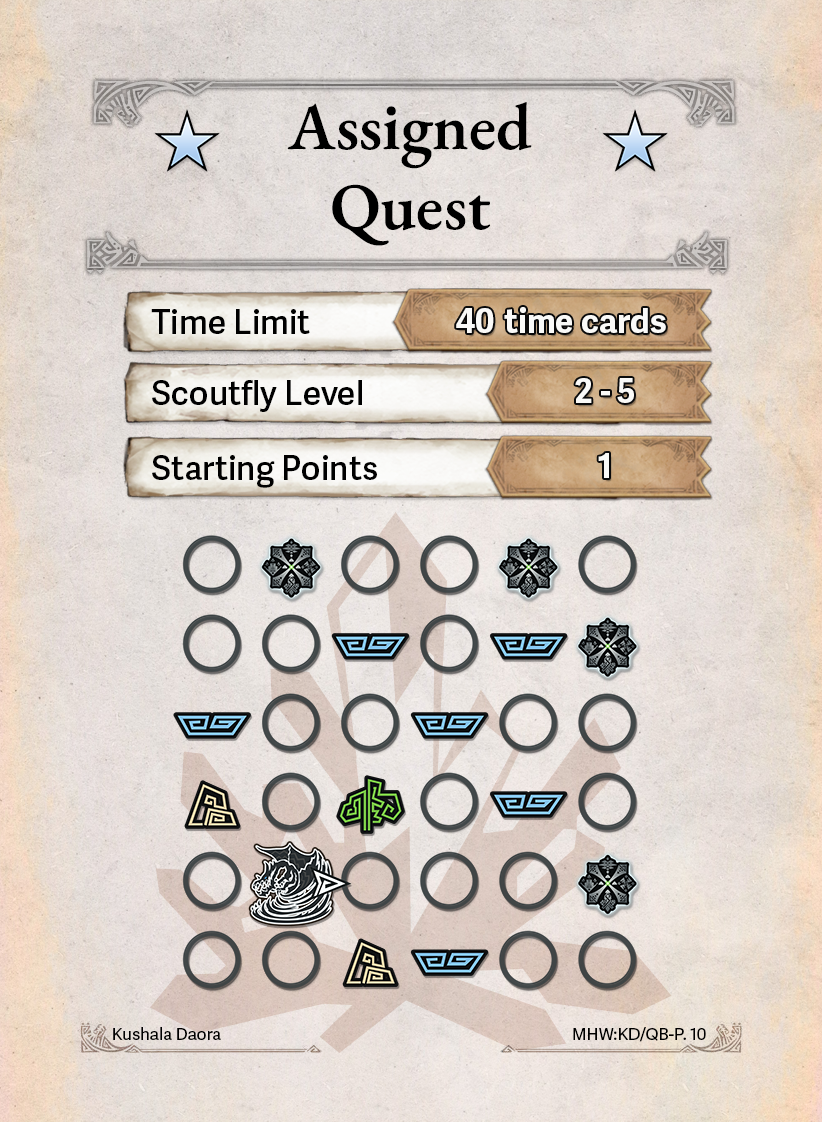 Assigned
Quest
Time Limit
40 time cards
Scoutfly Level
2 - 5
Starting Points
1
Kushala Daora
MHW:KD/QB-P. 10